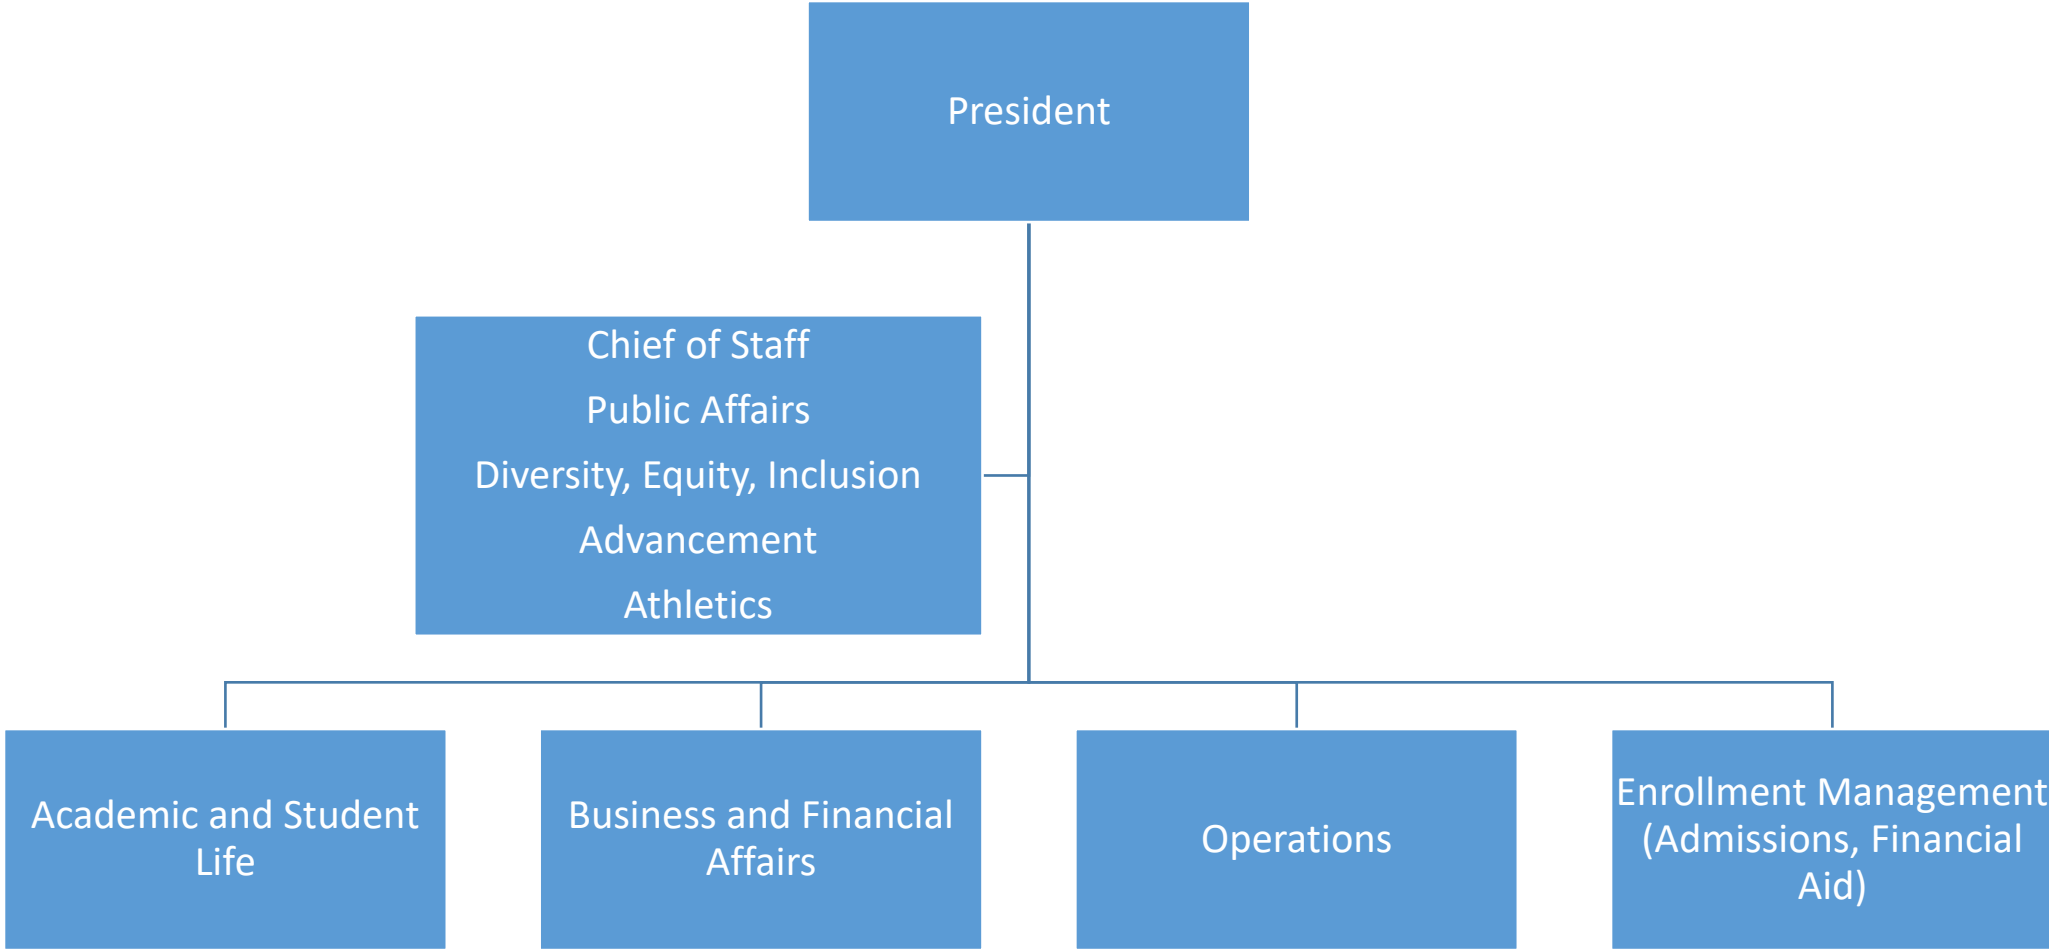 President
Chief of Staff
Public Affairs
Diversity, Equity, Inclusion
Advancement
Athletics
Academic and Student
Life
Business and Financial
Affairs
Operations
Enrollment Management
(Admissions, Financial
Aid)